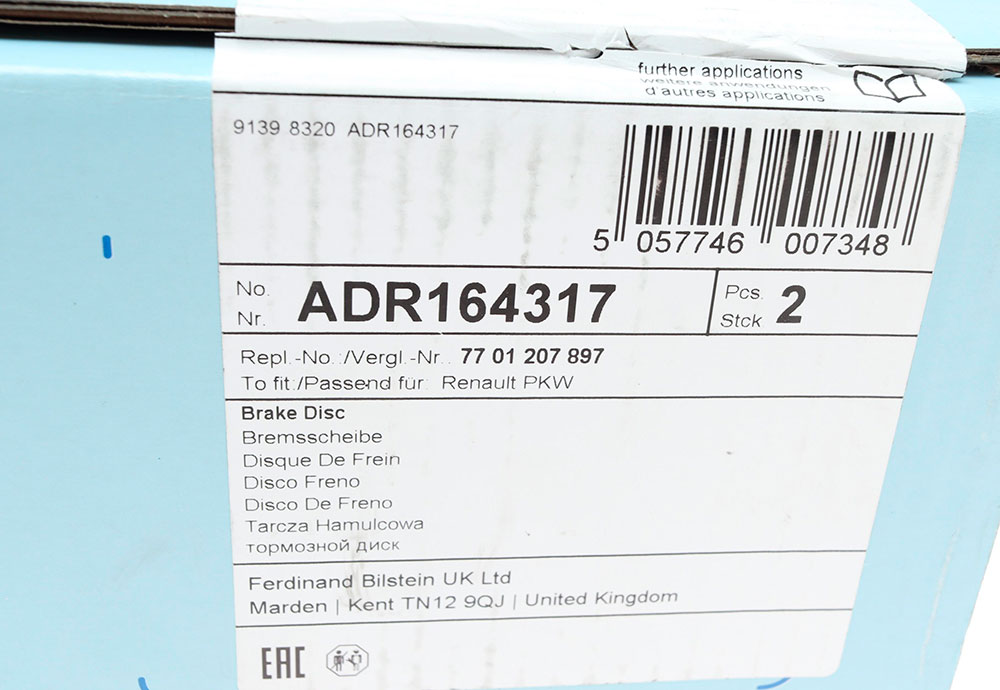 further applications
weitere anwendungen
d'autres applications
9139 8320 ADR164317
5 057746 007348
No. ADR164317 Pcs. 2
Nr. Stck
Repl.-No.:/Vergl.-Nr.: 77 01 207 897
To fit:/Passend für: Renault PKW
Brake Disc
Bremsscheibe
Disque De Frein
Disco Freno
Disco De Freno
Tarcza Hamulcowa
тормозной диск
Ferdinand Bilstein UK Ltd
Marden | Kent TN12 9QJ | United Kingdom
EAC